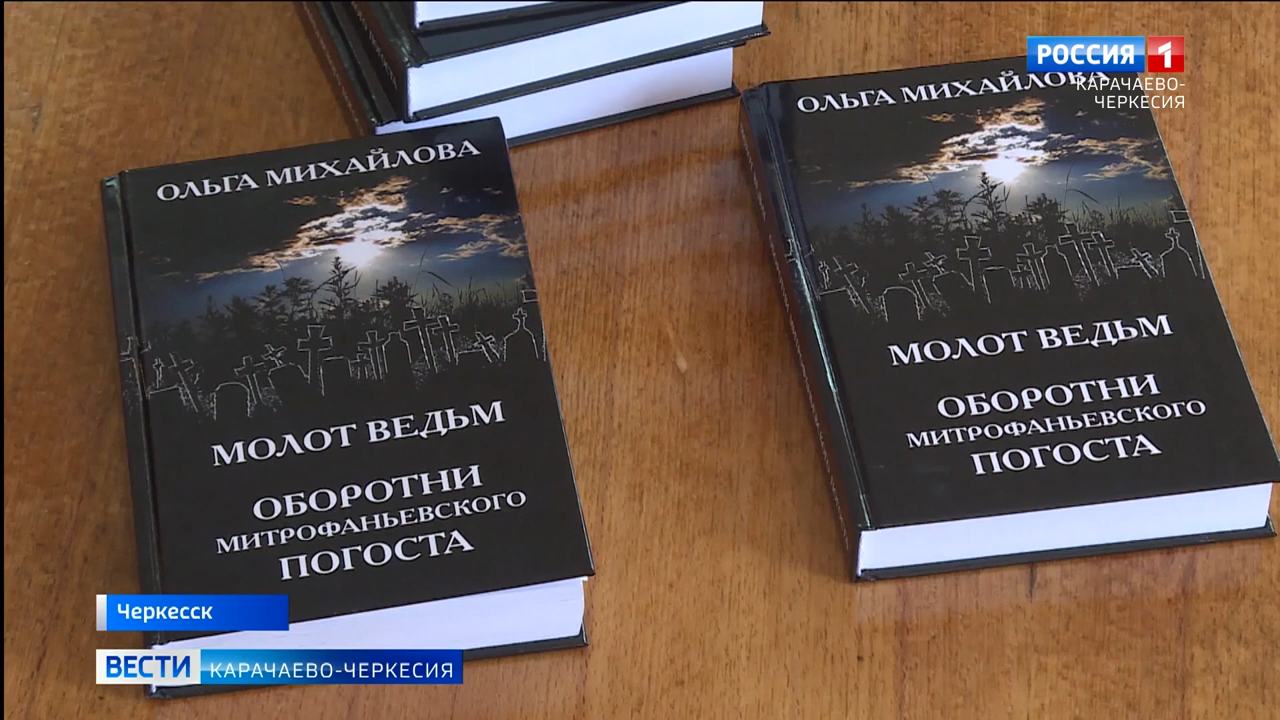 РОССИЯ 1
КАРАЧАЕВО-
ЧЕРКЕСИЯ
ОЛЬГА МИХАЙЛОВА
МОЛОТ ВЕДЬМ
ОБОРОТНИ
МИТРОФАНЬЕВСКОГО
ПОГОСТА
ОЛЬГА МИХАЙЛОВА
МОЛОТ ВЕДЬМ
ОБОРОТНИ
МИТРОФАНЬЕВСКОГО
ПОГОСТА
Черкесск
ВЕСТИ КАРАЧАЕВО-ЧЕРКЕСИЯ